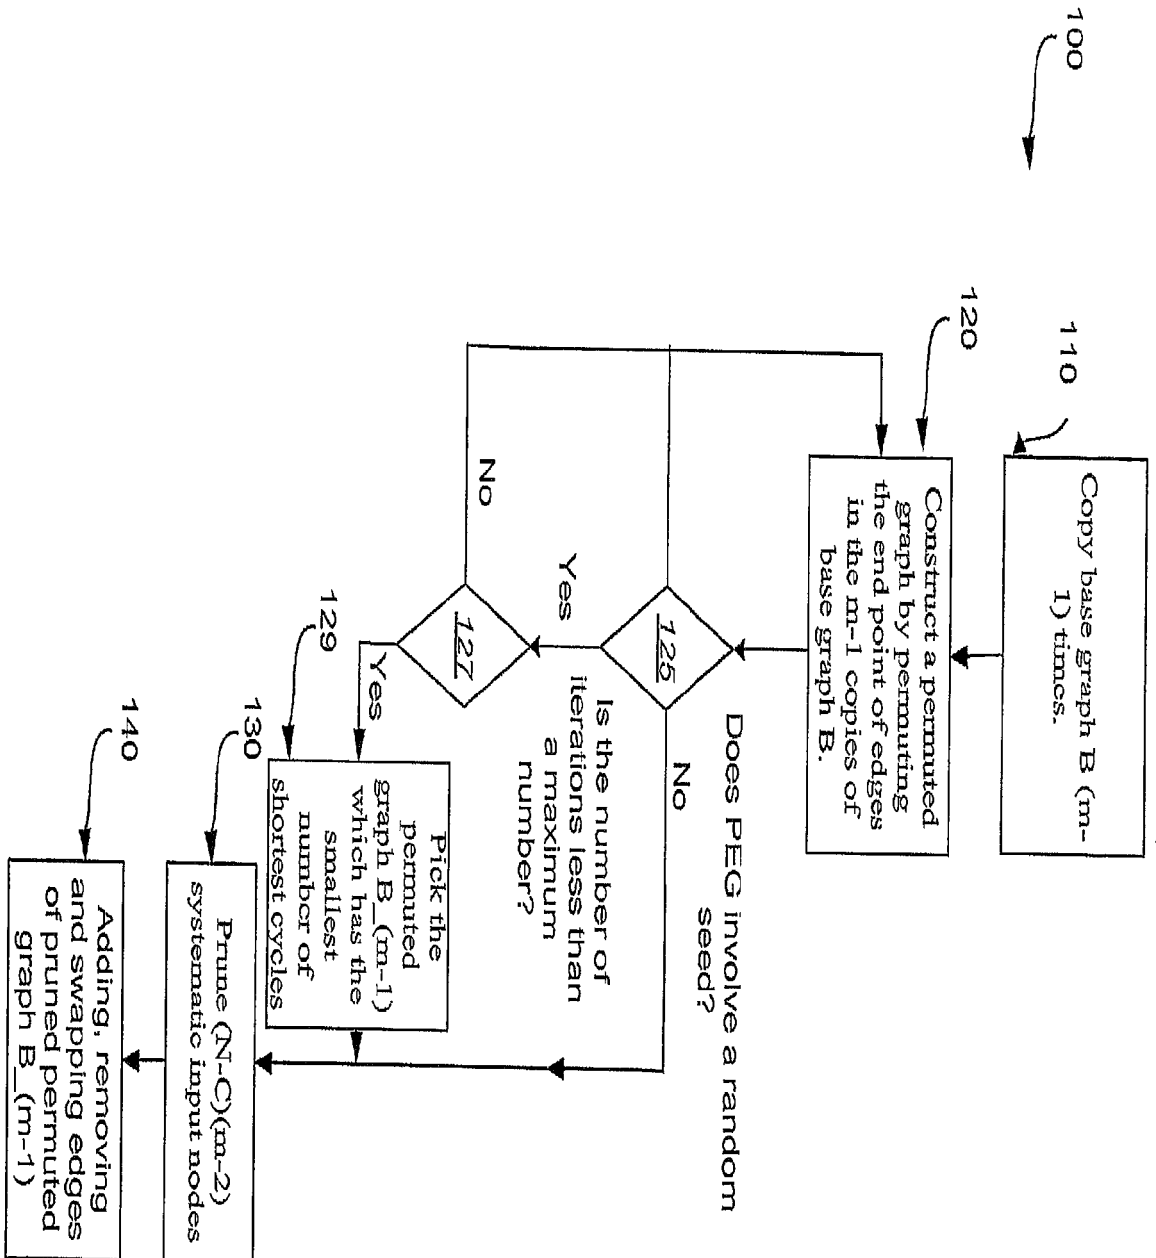 100
110
Copy base graph B (m-
1) times.
120
Construct a permuted
graph by permuting
the end point of edges
in the m-1 copies of
base graph B.
125
Does PEG involve a random
seed?
No
Yes
Is the number of
iterations less than
a maximum
number?
127
No
Yes
129
Pick the
permuted
graph B_(m-1)
which has the
smallest
number of
shortest cycles
130
Prune (N-C)(m-2)
systematic input nodes
140
Adding, removing
and swapping edges
of pruned permuted
graph B_(m-1)